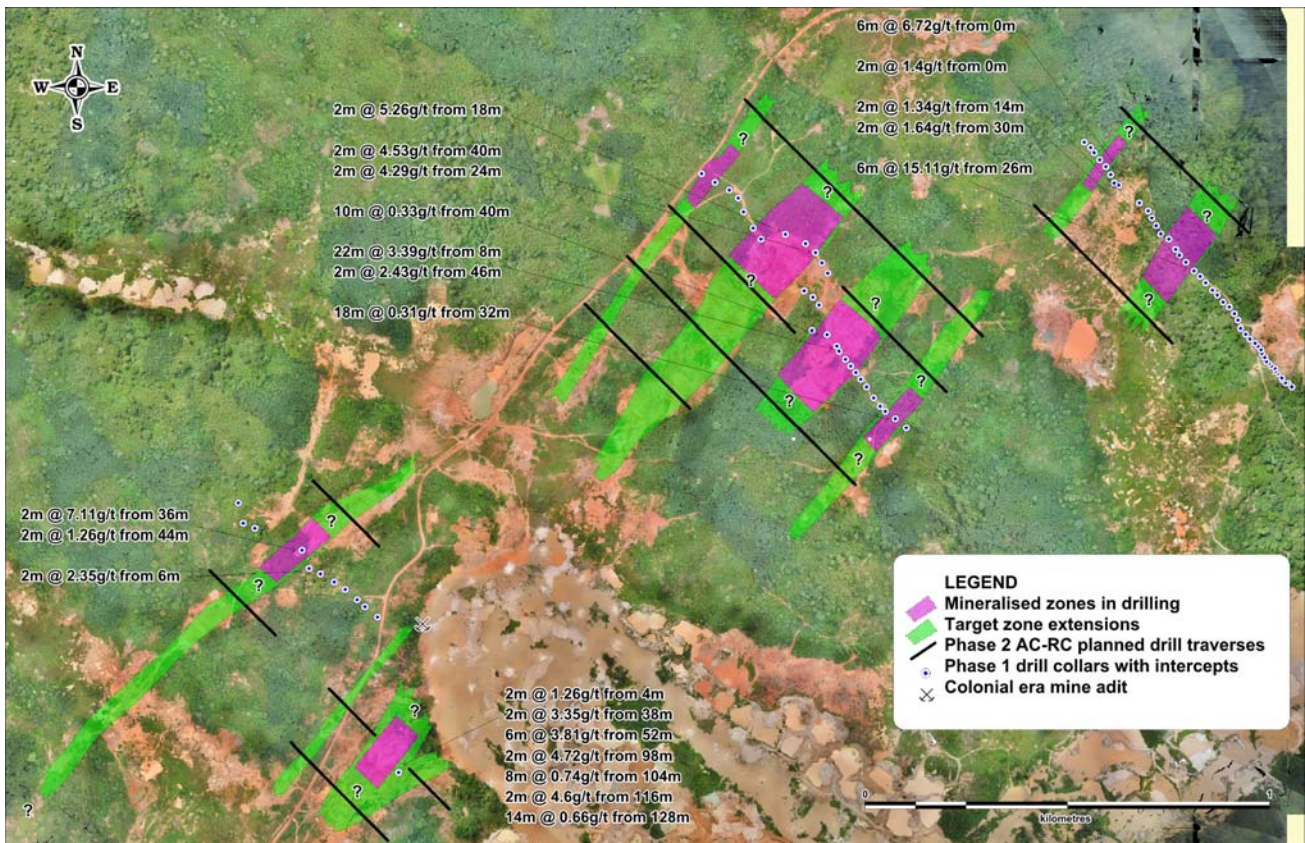 N
W E
S
6m @ 6.72g/t from 0m
2m @ 1.4g/t from 0m
2m @ 1.34g/t from 14m
2m @ 1.64g/t from 30m
6m @ 15.11g/t from 26m
2m @ 5.26g/t from 18m
2m @ 4.53g/t from 40m
2m @ 4.29g/t from 24m
10m @ 0.33g/t from 40m
22m @ 3.39g/t from 8m
2m @ 2.43g/t from 46m
18m @ 0.31g/t from 32m
?
?
?
?
?
?
?
?
?
?
?
2m @ 7.11g/t from 36m
2m @ 1.26g/t from 44m
2m @ 2.35g/t from 6m
?
?
?
?
?
2m @ 1.26g/t from 4m
2m @ 3.35g/t from 38m
6m @ 3.81g/t from 52m
2m @ 4.72g/t from 98m
8m @ 0.74g/t from 104m
2m @ 4.6g/t from 116m
14m @ 0.66g/t from 128m
LEGEND
Mineralised zones in drilling
Target zone extensions
Phase 2 AC-RC planned drill traverses
Phase 1 drill collars with intercepts
Colonial era mine adit
0 1
kilometres